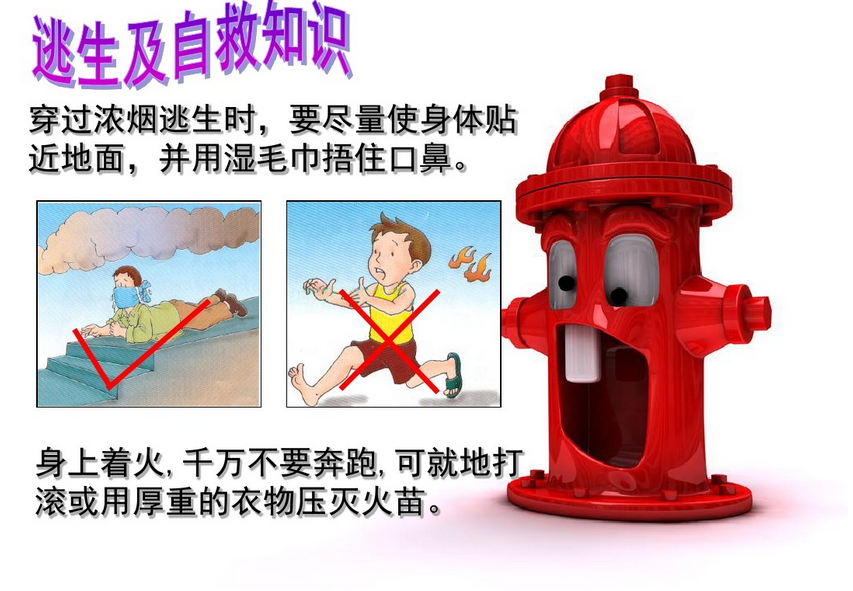 逃生及自救知识
穿过浓烟逃生时，要尽量使身体贴
近地面，并用湿毛巾捂住口鼻。
身上着火,千万不要奔跑,可就地打
滚或用厚重的衣物压灭火苗。